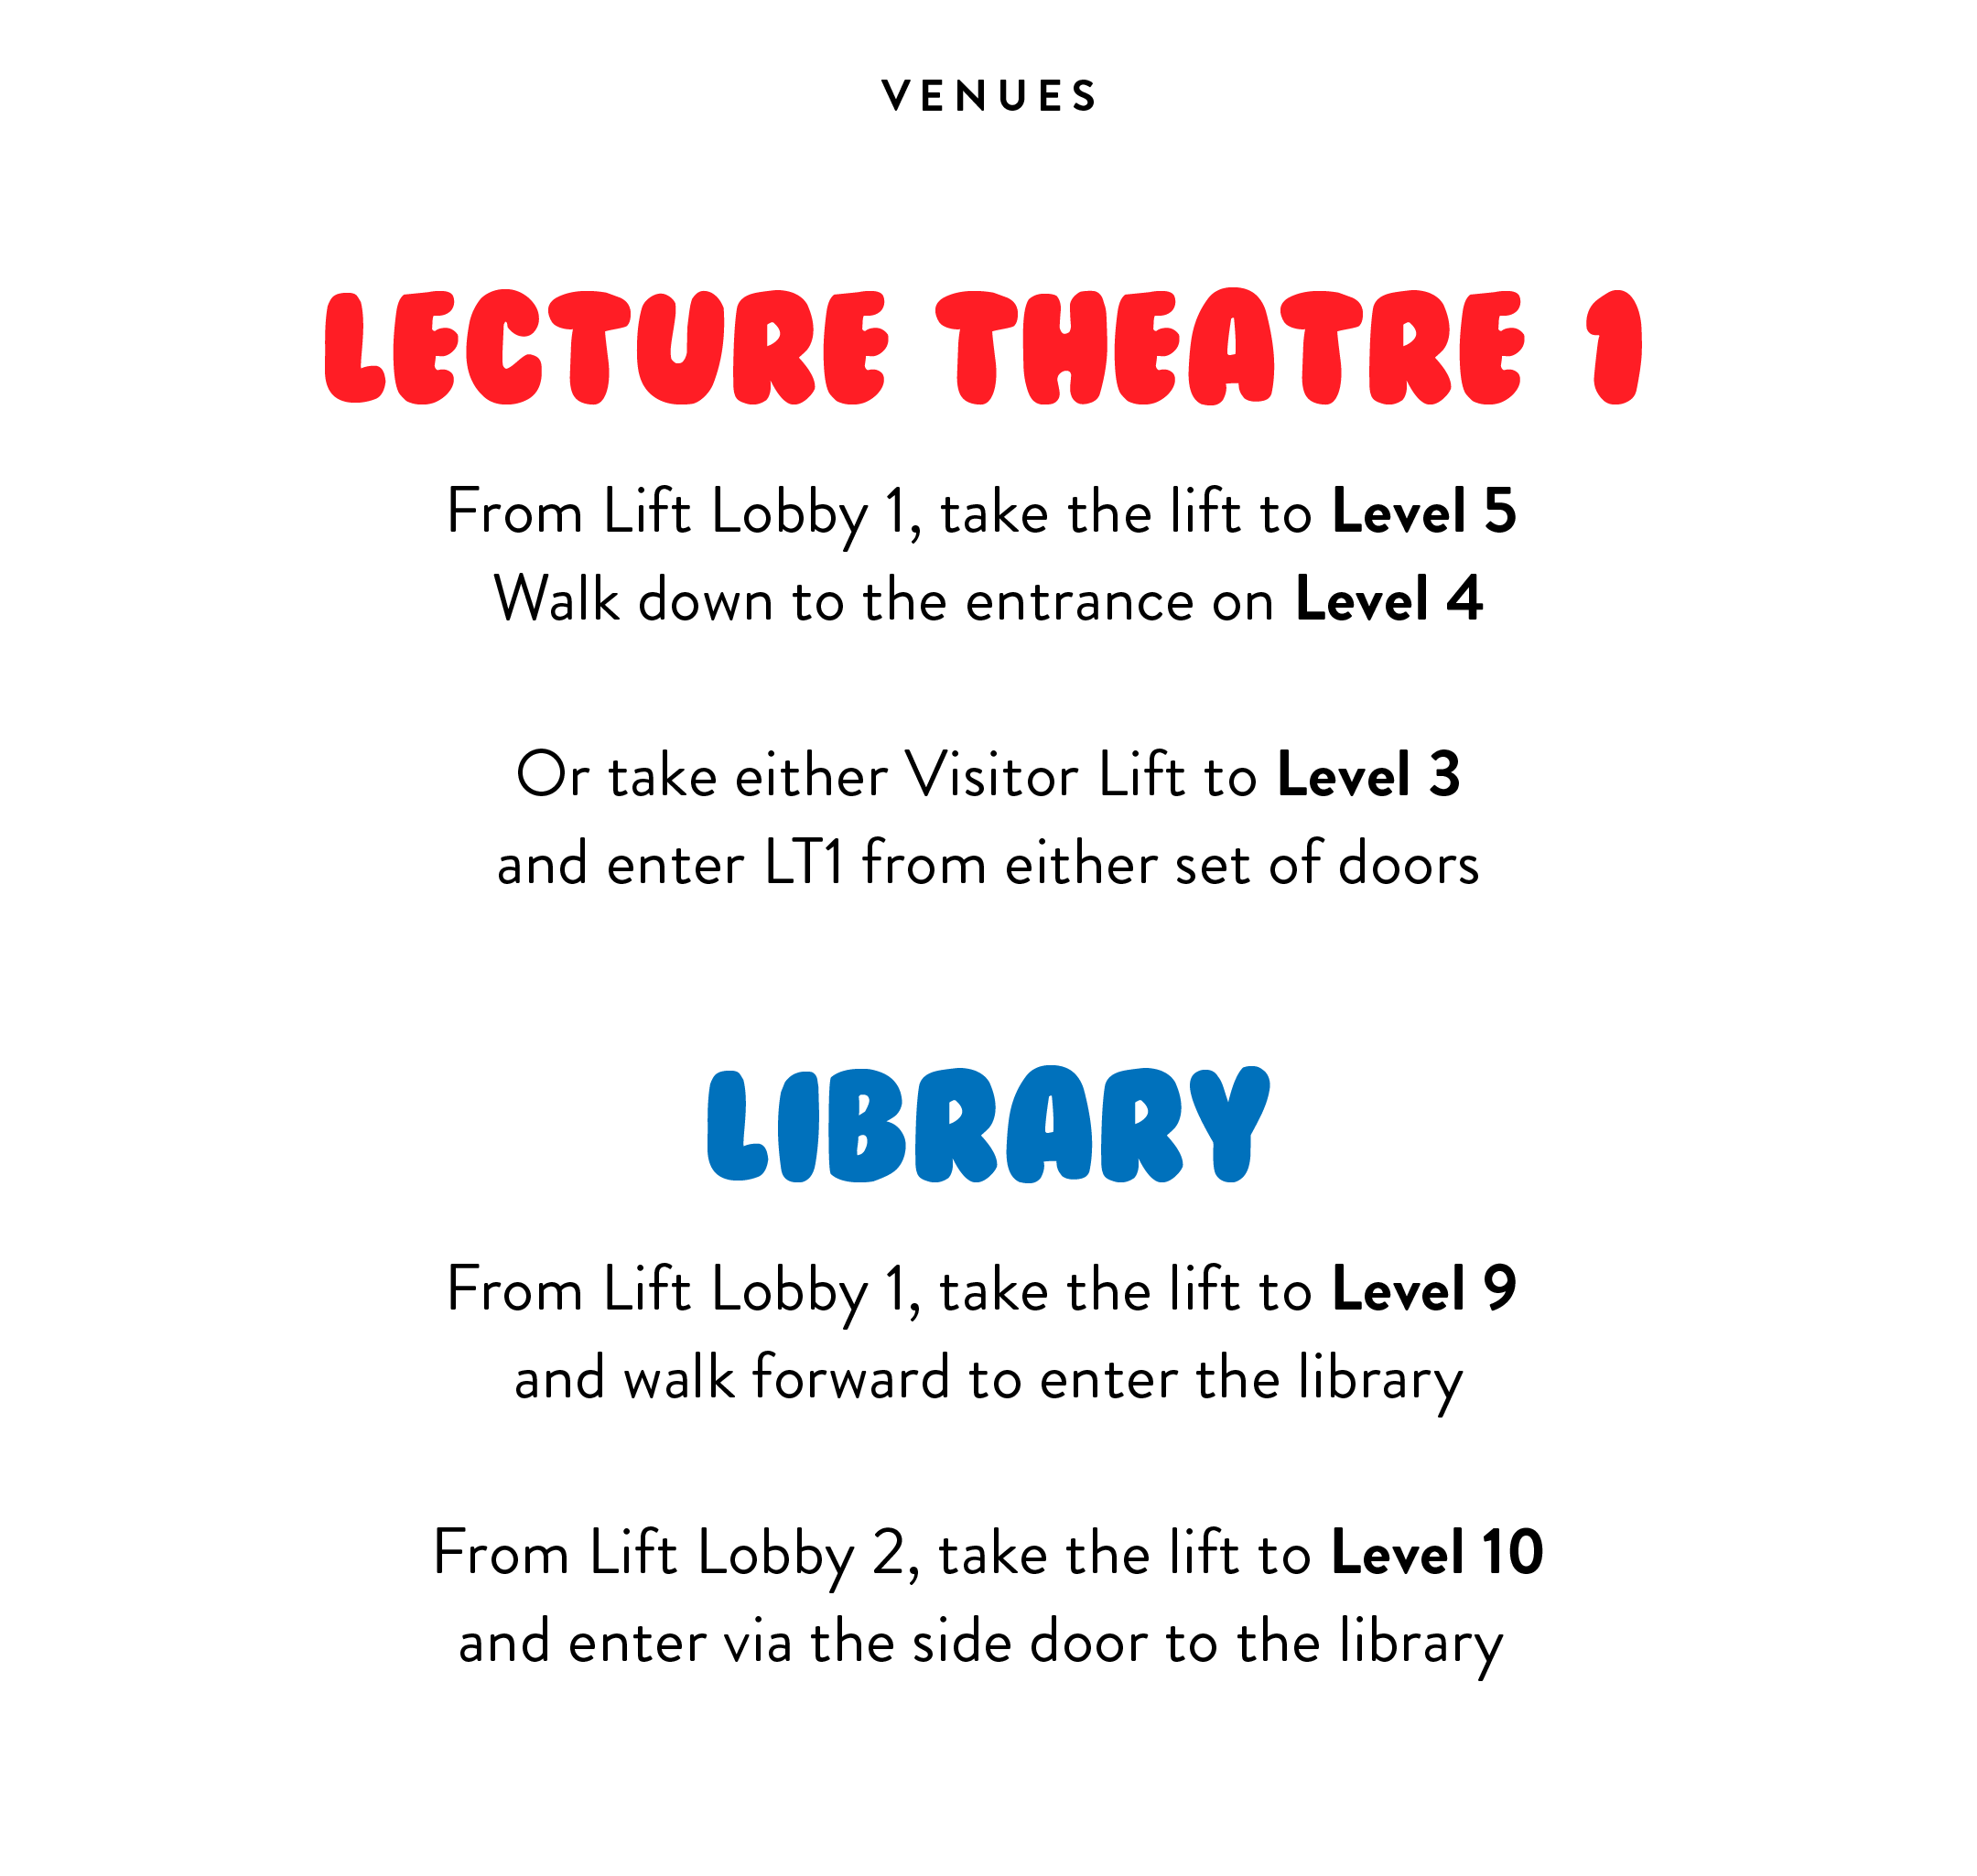 VENUES
LECTURE THEATRE 1
From Lift Lobby 1, take the lift to Level 5
Walk down to the entrance on Level 4
Or take either Visitor Lift to Level 3
and enter LT1 from either set of doors
LIBRARY
From Lift Lobby 1, take the lift to Level 9
and walk forward to enter the library
From Lift Lobby 2, take the lift to Level 10
and enter via the side door to the library